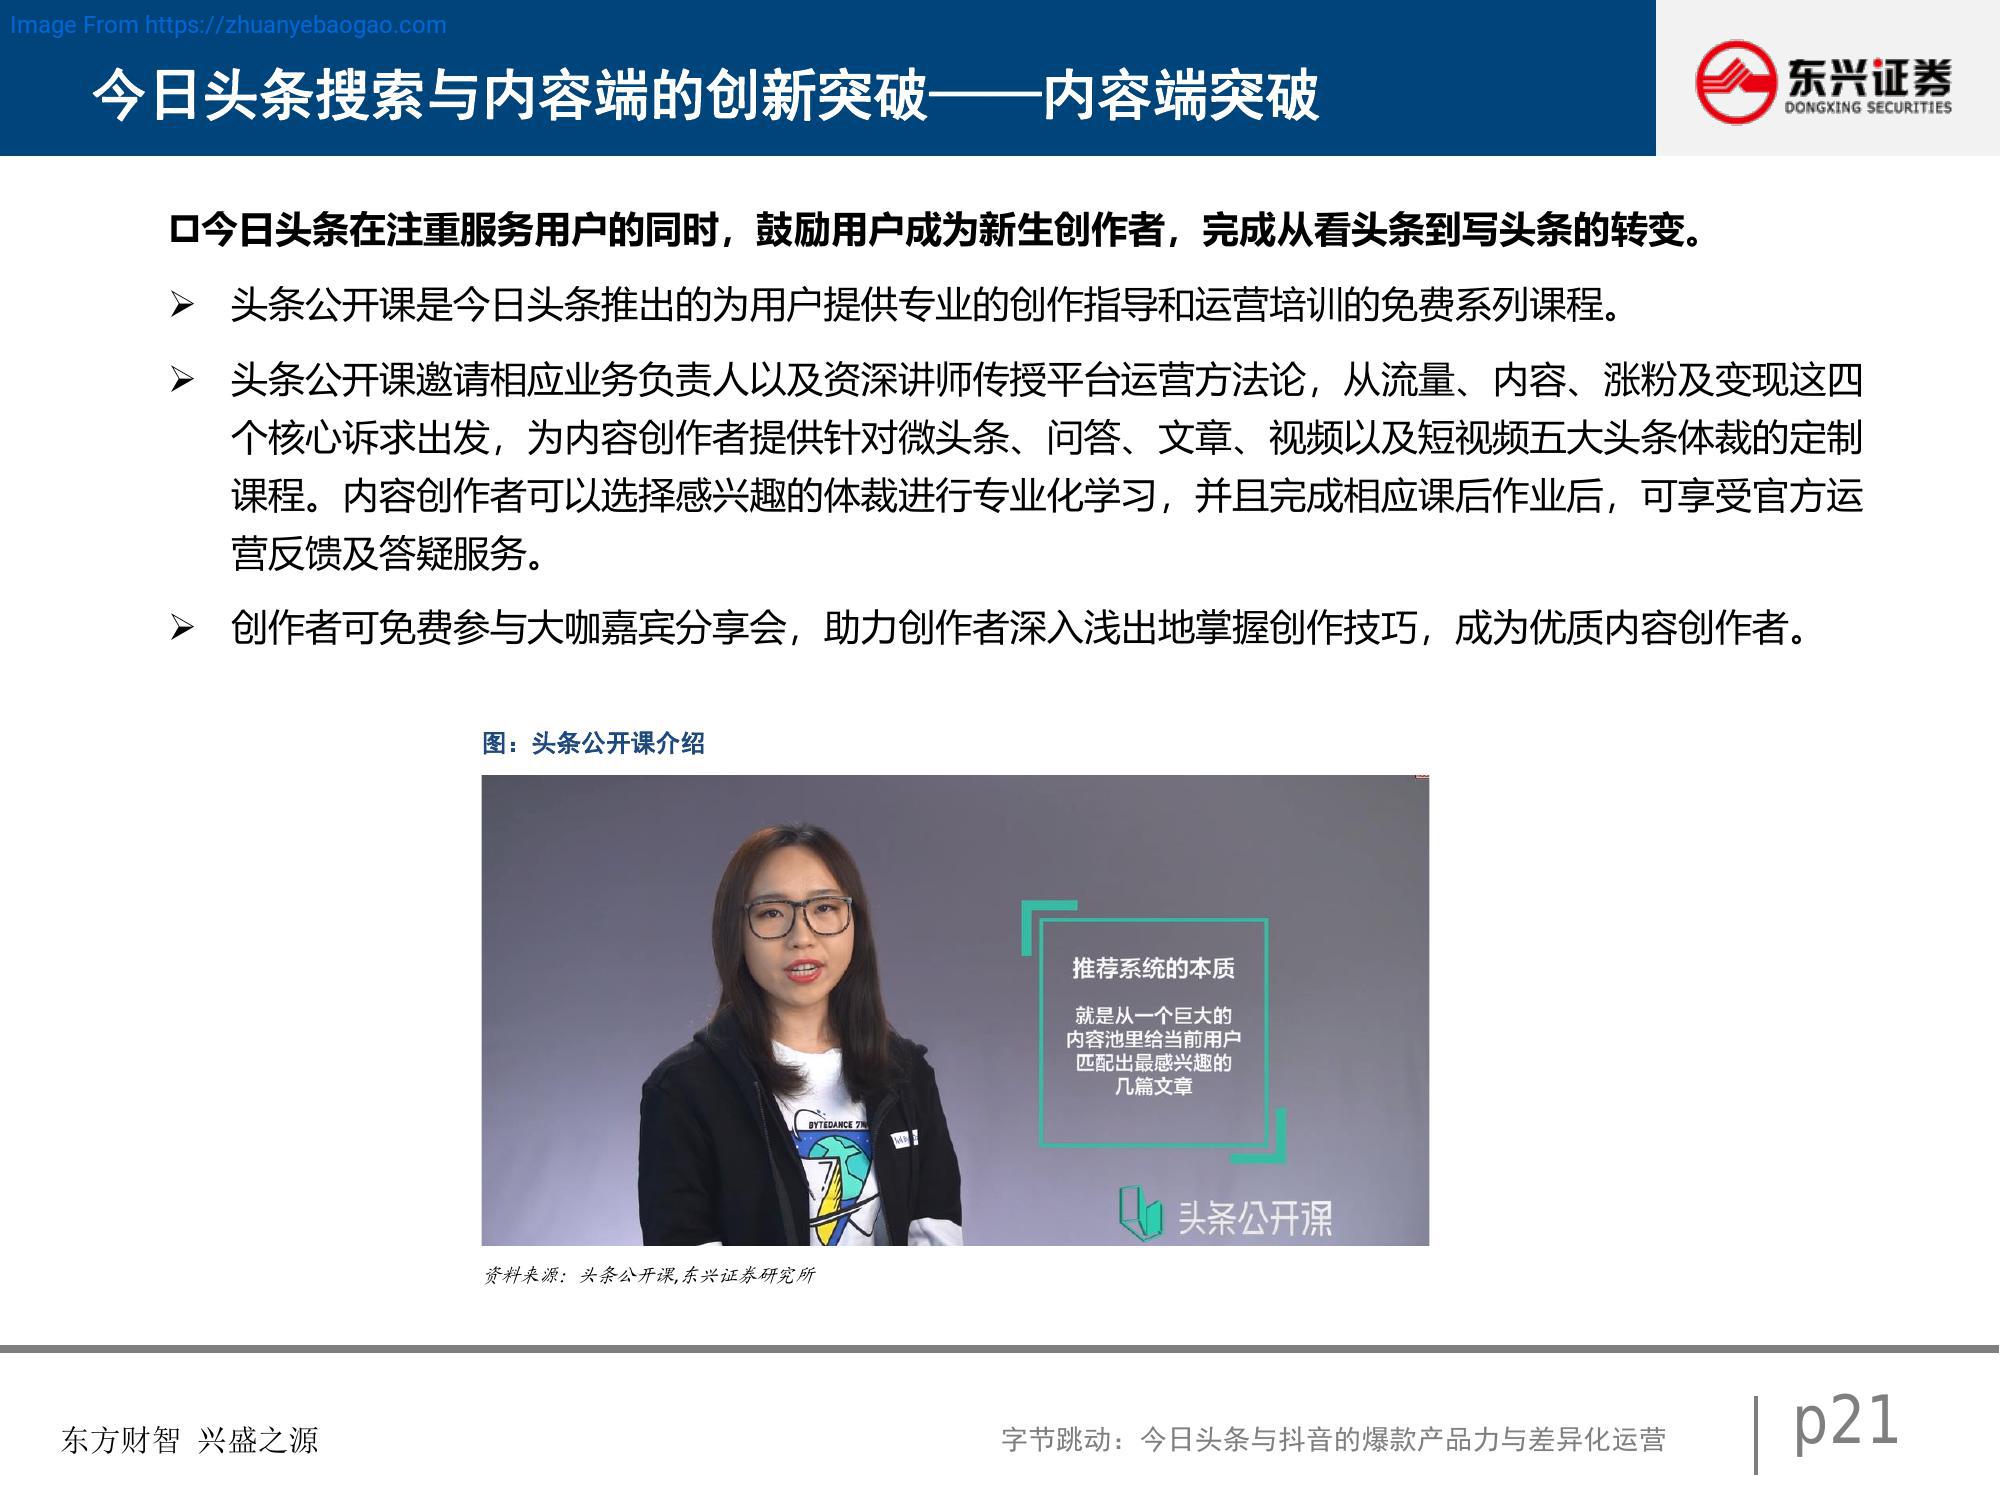 Image From https://zhuanyebaogao.com
今日头条搜索与内容端的创新突破——内容端突破
东兴证券
DONGXING SECURITIES
今日头条在注重服务用户的同时，鼓励用户成为新生创作者，完成从看头条到写头条的转变。
头条公开课是今日头条推出的为用户提供专业的创作指导和运营培训的免费系列课程。
头条公开课邀请相应业务负责人以及资深讲师传授平台运营方法论，从流量、内容、涨粉及变现这四
个核心诉求出发，为内容创作者提供针对微头条、问答、文章、视频以及短视频五大头条体裁的定制
课程。内容创作者可以选择感兴趣的体裁进行专业化学习，并且完成相应课后作业后，可享受官方运
营反馈及答疑服务。
创作者可免费参与大咖嘉宾分享会，助力创作者深入浅出地掌握创作技巧，成为优质内容创作者。
图：头条公开课介绍
推荐系统的本质
就是从一个巨大的
内容池里给当前用户
匹配出最感兴趣的
几篇文章
BYTEDANCE
头条公开课
资料来源：头条公开课,东兴证券研究所
东方财智 兴盛之源
字节跳动：今日头条与抖音的爆款产品力与差异化运营
p21